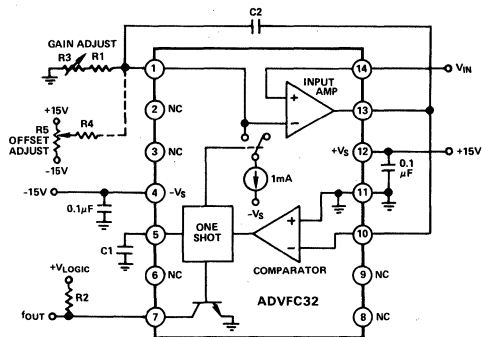 C2
GAIN ADJUST
R3
R1
1
14
VIN
INPUT
AMP
+
−
13
2
NC
+15V
R5
OFFSET
ADJUST
R4
−15V
3
NC
+VS
12
+15V
0.1
μF
1mA
−VS
-15V
4
−VS
0.1μF
11
5
C1
ONE
SHOT
+
−
COMPARATOR
10
+VLOGIC
R2
6
NC
9
NC
ADVFC32
fOUT
7
8
NC